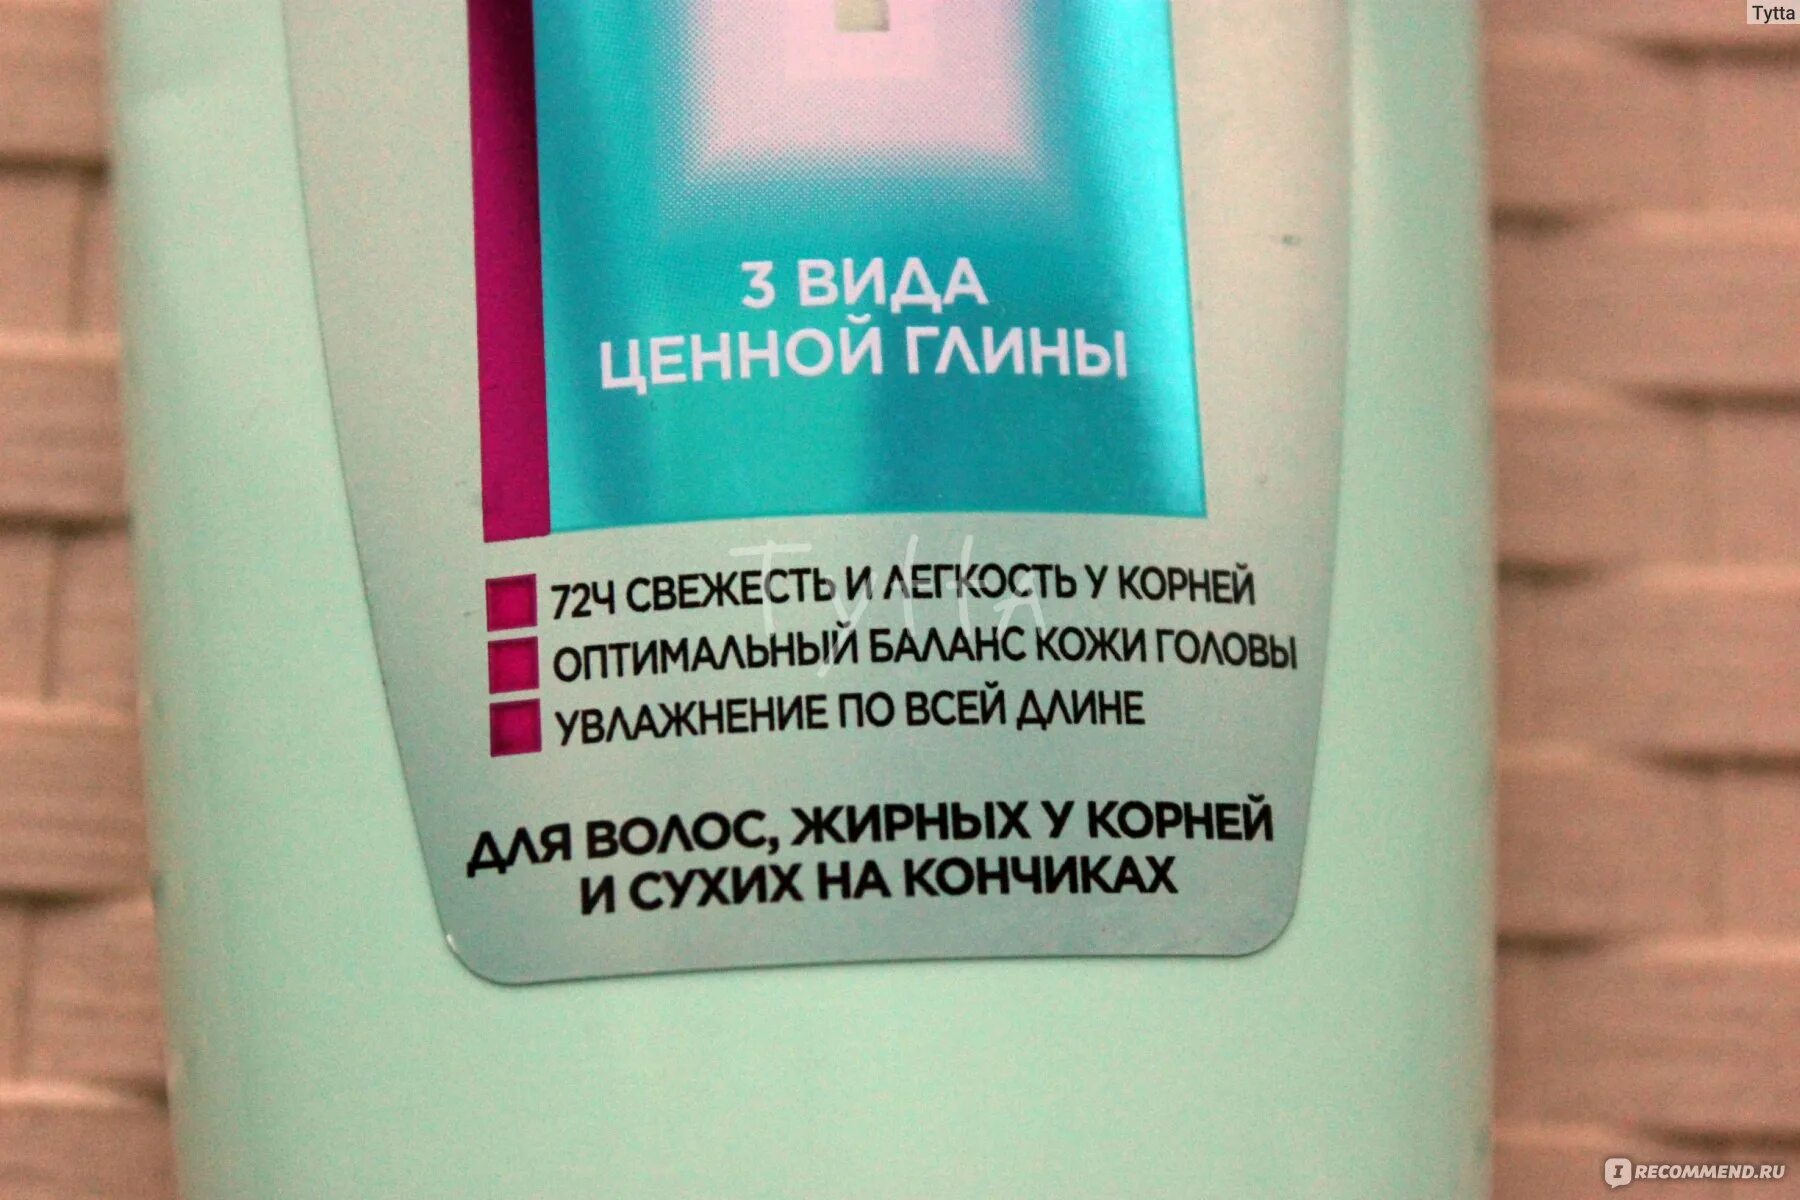 Tytta
3 ВИДА
ЦЕННОЙ ГЛИНЫ
72Ч СВЕЖЕСТЬ И ЛЕГКОСТЬ У КОРНЕЙ
Tytta
ОПТИМАЛЬНЫЙ БАЛАНС КОЖИ ГОЛОВЫ
УВЛАЖНЕНИЕ ПО ВСЕЙ ДЛИНЕ
ДЛЯ ВОЛОС, ЖИРНЫХ У КОРНЕЙ
И СУХИХ НА КОНЧИКАХ
IRECOMMEND.RU